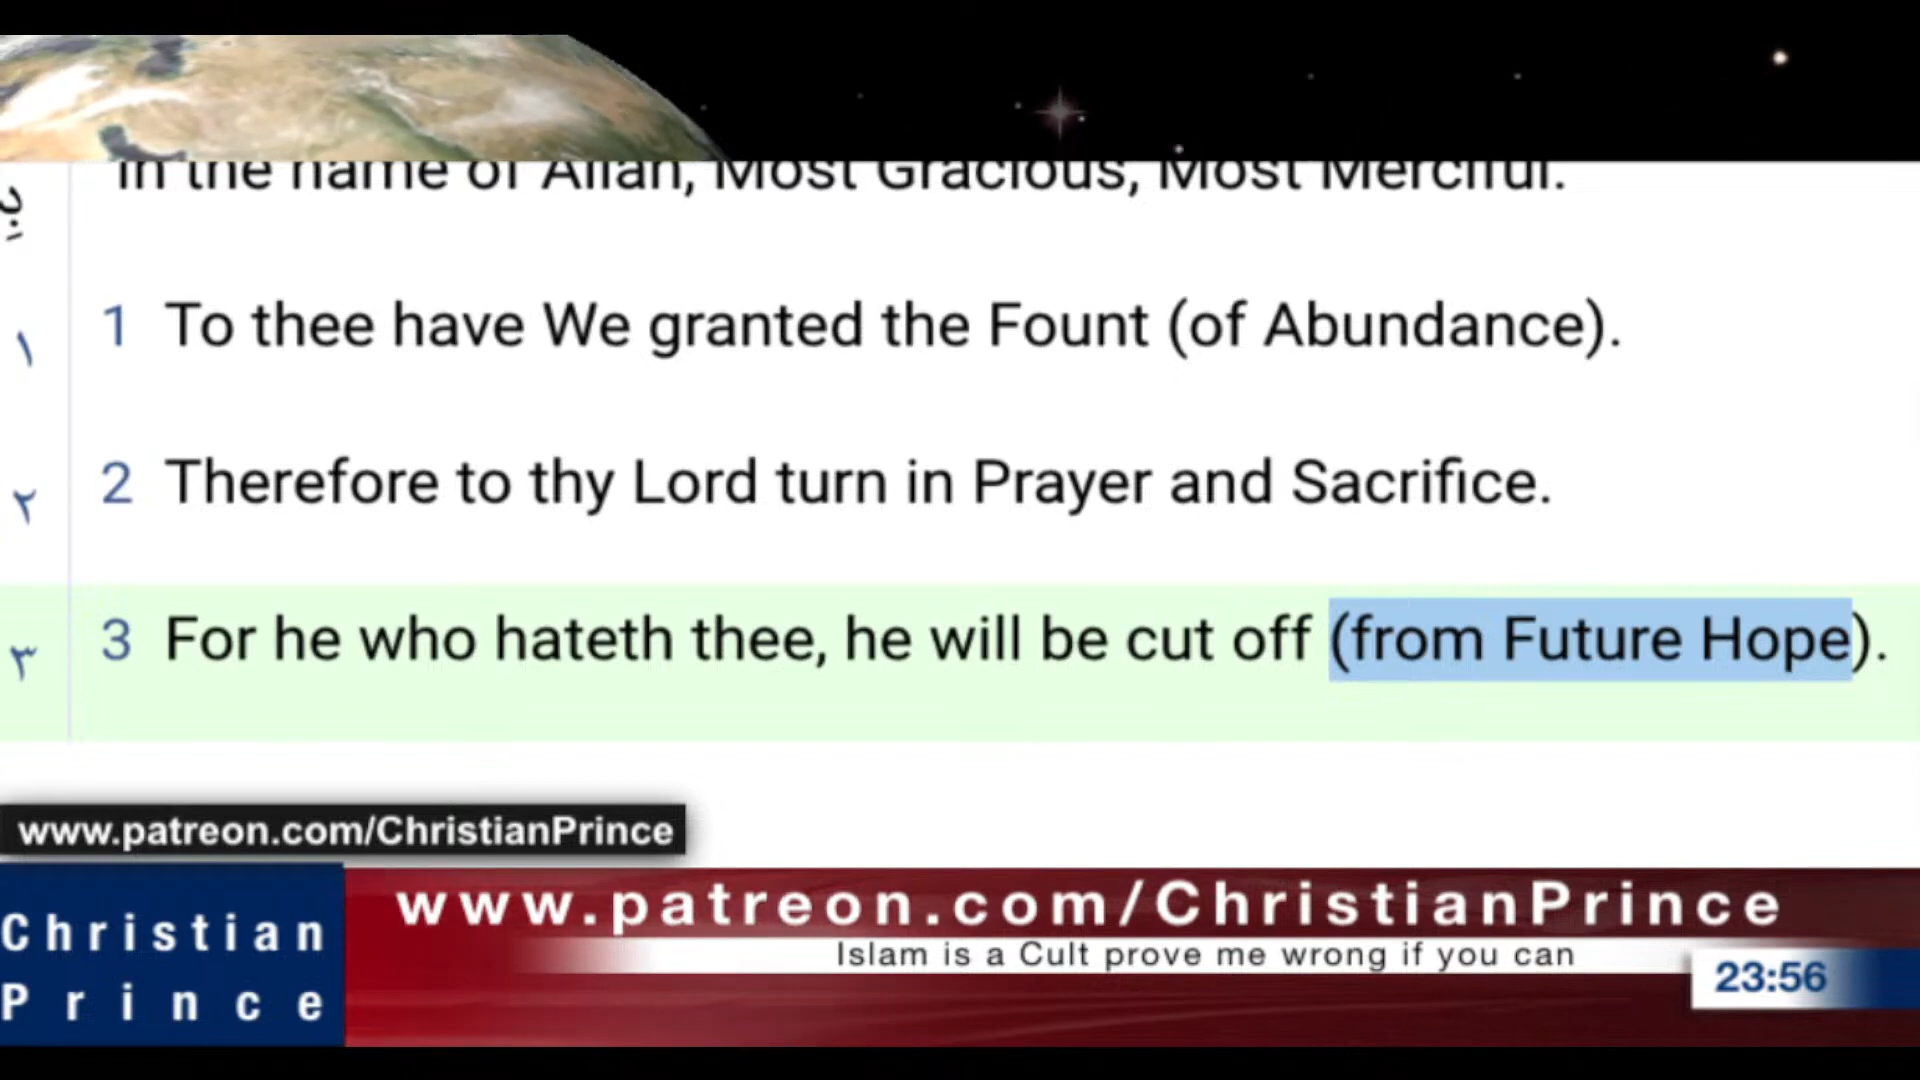 In the name of Allah, Most Gracious, Most Merciful.
١ 1 To thee have We granted the Fount (of Abundance).
٢ 2 Therefore to thy Lord turn in Prayer and Sacrifice.
٣ 3 For he who hateth thee, he will be cut off (from Future Hope).
www.patreon.com/ChristianPrince
www.patreon.com/ChristianPrince
Christian
Prince
Islam is a Cult prove me wrong if you can
23:56